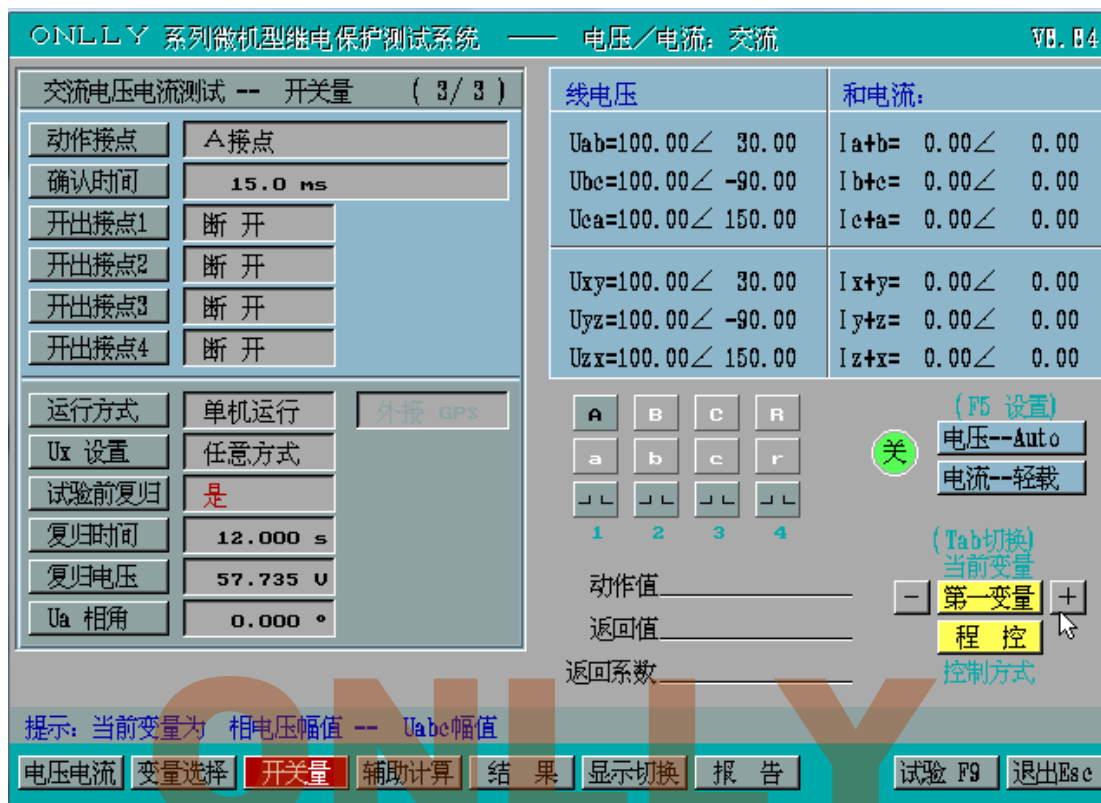 ONLLY 系列微机型继电保护测试系统 —— 电压/电流: 交流 V8.04
交流电压电流测试 -- 开关量 ( 3/ 3 )
动作接点 A接点
确认时间 15.0 ms
开出接点1 断 开
开出接点2 断 开
开出接点3 断 开
开出接点4 断 开
运行方式 单机运行 外接 GPS
Ux 设置 任意方式
试验前复归 是
复归时间 12.000 s
复归电压 57.735 V
Ua 相角 0.000 °
线电压 和电流:
Uab=100.00∠ 30.00 Ia+b= 0.00∠ 0.00
Ubc=100.00∠ -90.00 Ib+c= 0.00∠ 0.00
Uca=100.00∠ 150.00 Ic+a= 0.00∠ 0.00
Uxy=100.00∠ 30.00 Ix+y= 0.00∠ 0.00
Uyz=100.00∠ -90.00 Iy+z= 0.00∠ 0.00
Uzx=100.00∠ 150.00 Iz+x= 0.00∠ 0.00
A B C R
a b c r
1 2 3 4
(F5 设置)
关 电压--Auto
电流--轻载
(Tab切换)
当前变量
- 第一变量 +
程 控
控制方式
动作值
返回值
返回系数
提示: 当前变量为 相电压幅值 -- Uabc幅值
电压电流 变量选择 开关量 辅助计算 结 果 显示切换 报 告 试验 F9 退出Esc
ONLLY